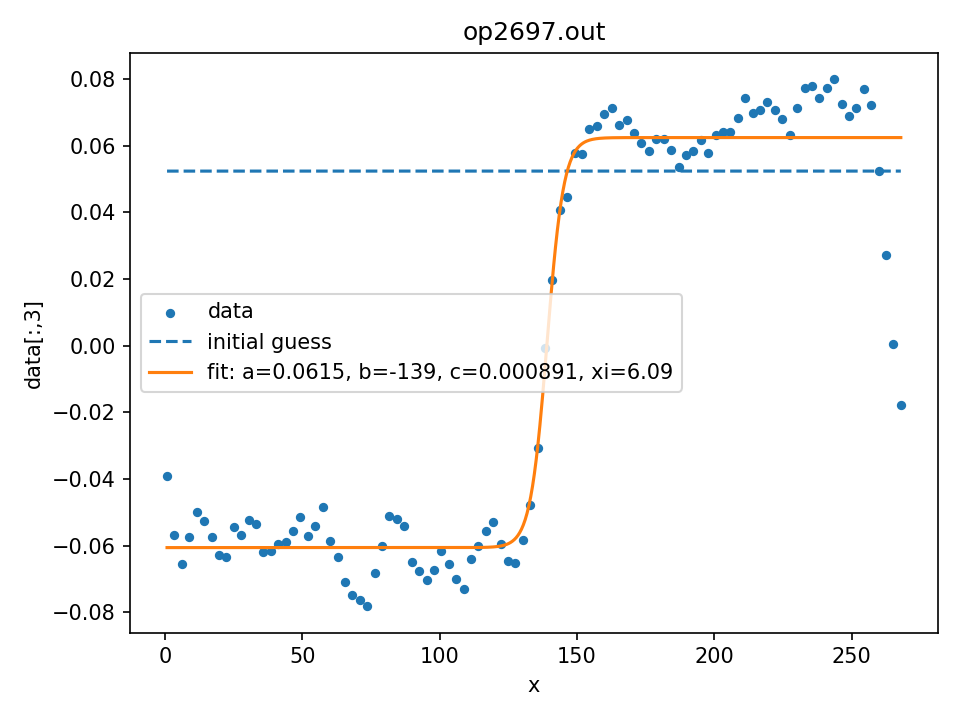 op2697.out
0.08
0.06
0.04
0.02
0.00
−0.02
−0.04
−0.06
−0.08
data[:,3]
data
initial guess
fit: a=0.0615, b=-139, c=0.000891, xi=6.09
0 50 100 150 200 250
x